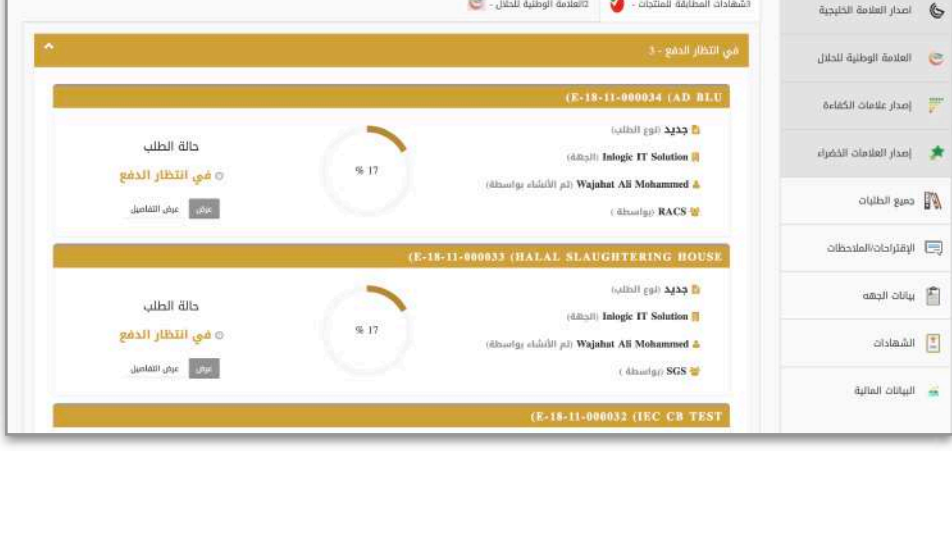 اصدار العلامة الخليجية
العلامة الوطنية للحلال
إصدار علامات الكفاءة
إصدار العلامات الخضراء
جميع الطلبات
الإقتراحات/الملاحظات
بيانات الجهه
الشهادات
البيانات المالية
3شهادات المطابقة للمنتجات -
2العلامة الوطنية للحلال -
في انتظار الدفع - 3
(E-18-11-000034 (AD BLU
جديد (نوع الطلب)
Inlogic IT Solution (الجهة)
Wajahat Ali Mohammed (تم الأنشاء بواسطة)
RACS (بواسطة )
% 17
حالة الطلب
في انتظار الدفع
عرض عرض التفاصيل
(E-18-11-000033 (HALAL SLAUGHTERING HOUSE
جديد (نوع الطلب)
Inlogic IT Solution (الجهة)
Wajahat Ali Mohammed (تم الأنشاء بواسطة)
SGS (بواسطة )
% 17
حالة الطلب
في انتظار الدفع
عرض عرض التفاصيل
(E-18-11-000032 (IEC CB TEST